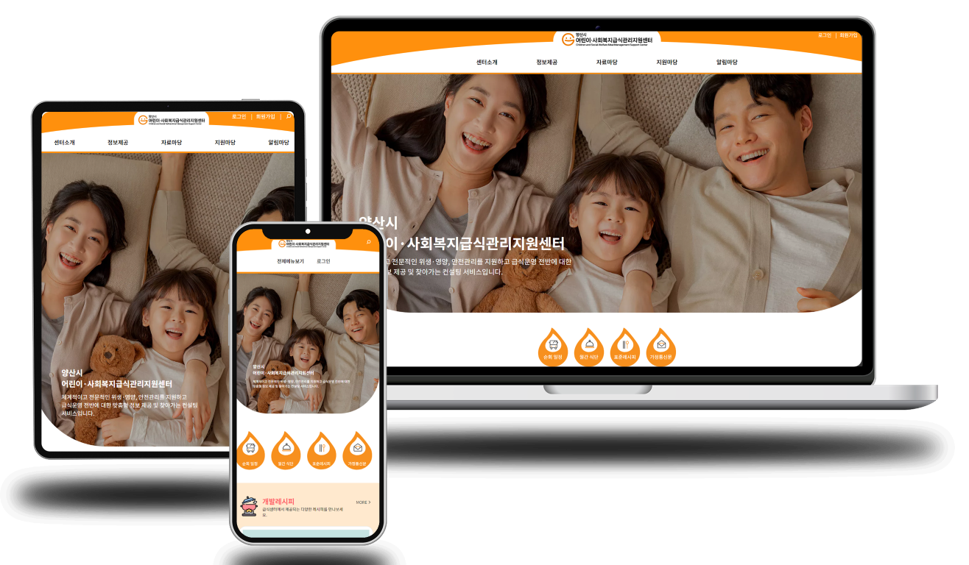 로그인 | 회원가입
양산시
어린이·사회복지급식관리지원센터
센터소개 정보제공 자료마당 지원마당 알림마당
양산시
이·사회복지급식관리지원센터
고 전문적인 위생·영양, 안전관리를 지원하고 급식운영 전반에 대한
제공 및 찾아가는 컨설팅 서비스입니다.
순회 일정 월간 식단 표준레시피 가정통신문
양산시
어린이·사회복지급식관리지원센터
로그인 | 회원가입 |
센터소개 정보제공 자료마당 지원마당 알림마당
양산시
어린이·사회복지급식관리지원센터
체계적이고 전문적인 위생·영양, 안전관리를 지원하고
급식운영 전반에 대한 맞춤형 정보 제공 및 찾아가는 컨설팅
서비스입니다.
양산시
어린이·사회복지급식관리지원센터
전체메뉴보기 로그인
양산시
어린이·사회복지급식관리지원센터
순회 일정 월간 식단 표준레시피 가정통신문
개발레시피
MORE >
급식센터에서 제공하는 다양한 레시피를 만나보세
요.